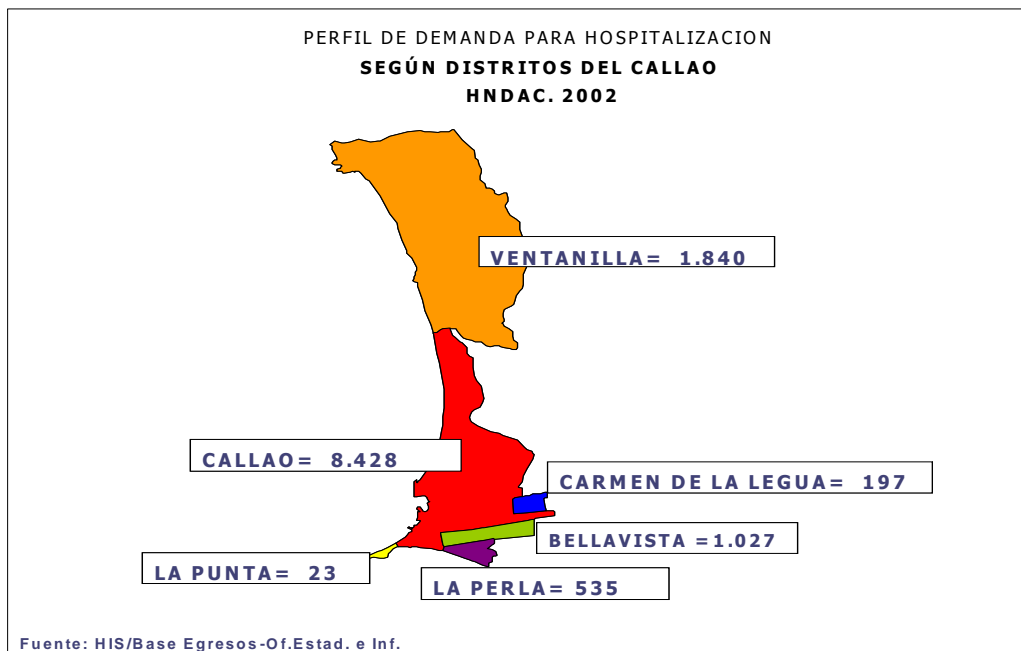 PERFIL DE DEMANDA PARA HOSPITALIZACION
SEGÚN DISTRITOS DEL CALLAO
HNDAC. 2002
VENTANILLA= 1.840
CALLAO= 8.428
CARMEN DE LA LEGUA= 197
BELLAVISTA =1.027
LA PUNTA= 23
LA PERLA= 535
Fuente: HIS/Base Egresos-Of.Estad. e Inf.